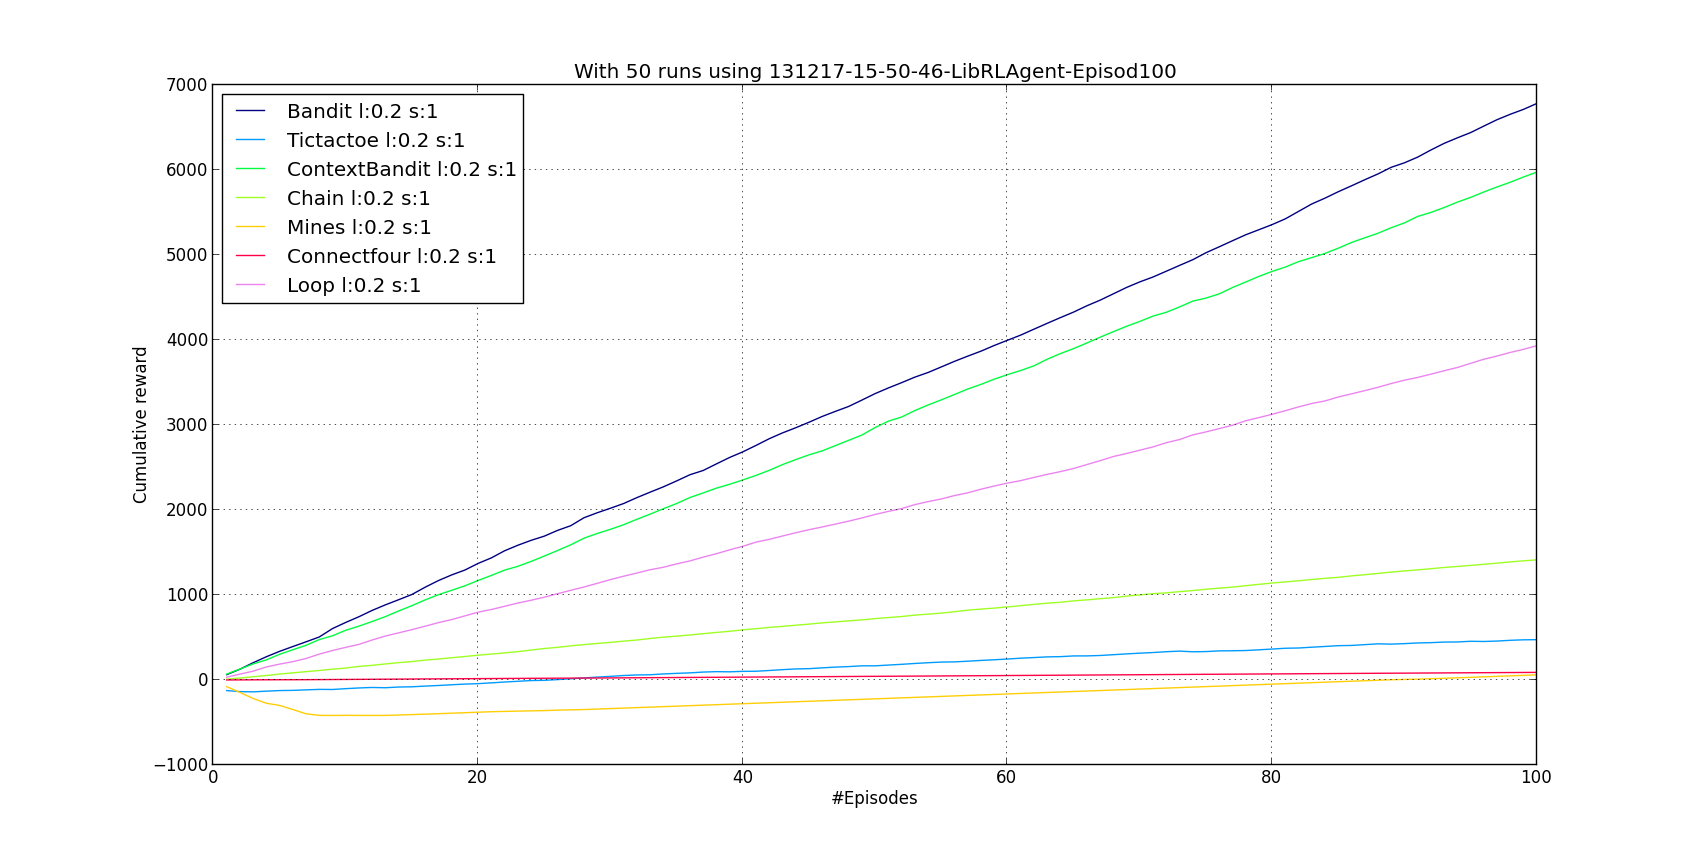 With 50 runs using 131217-15-50-46-LibRLAgent-Episod100
7000
6000
5000
4000
3000
2000
1000
0
−1000
Cumulative reward
Bandit l:0.2 s:1
Tictactoe l:0.2 s:1
ContextBandit l:0.2 s:1
Chain l:0.2 s:1
Mines l:0.2 s:1
Connectfour l:0.2 s:1
Loop l:0.2 s:1
0 20 40 60 80 100
#Episodes